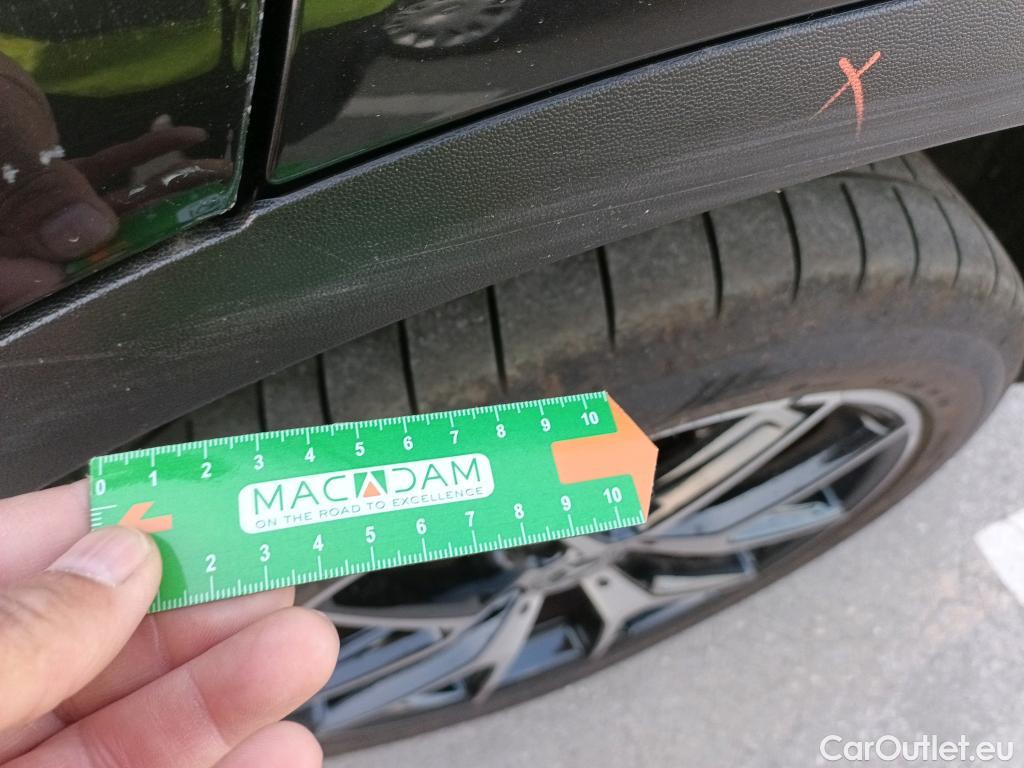 X
0 1 2 3 4 5 6 7 8 9 10
MACADAM
ON THE ROAD TO EXCELLENCE
2 3 4 5 6 7 8 9 10
CarOutlet.eu